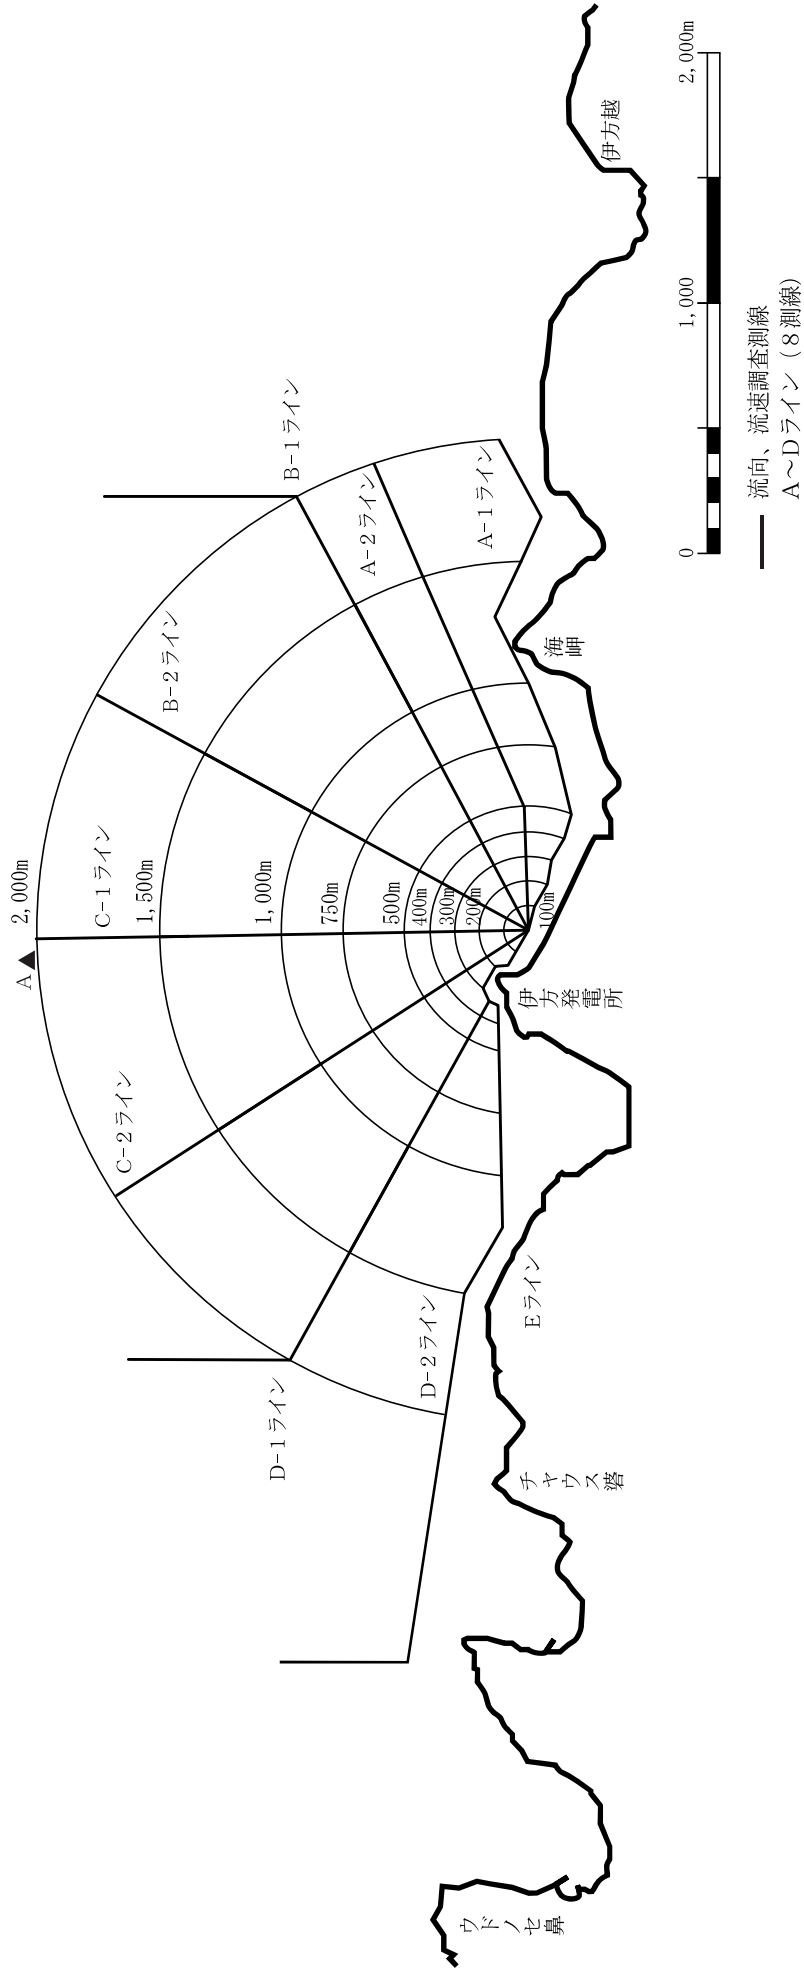 2,000m
A
C-1ライン
1,500m
1,000m
750m
500m
400m
300m
200m
100m
B-1ライン
B-2ライン
A-2ライン
A-1ライン
C-2ライン
D-1ライン
D-2ライン
Eライン
伊方越
海岬
伊方発電所
チャウス碆
ウドノセ鼻
0
1,000
2,000m
流向、流速調査測線
A～Dライン（８測線）